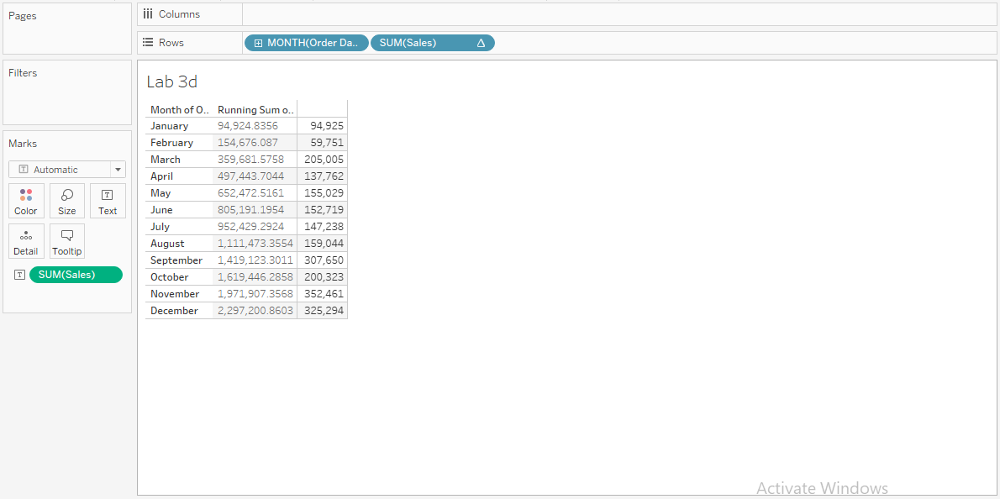 Pages
Columns
Rows MONTH(Order Da.. SUM(Sales) Δ
Filters
Lab 3d
Month of O.. Running Sum o..
January 94,924.8356 94,925
February 154,676.087 59,751
March 359,681.5758 205,005
April 497,443.7044 137,762
May 652,472.5161 155,029
June 805,191.1954 152,719
July 952,429.2924 147,238
August 1,111,473.3554 159,044
September 1,419,123.3011 307,650
October 1,619,446.2858 200,323
November 1,971,907.3568 352,461
December 2,297,200.8603 325,294
Marks
T Automatic
Color Size T Text
Detail Tooltip
T SUM(Sales)
Activate Windows